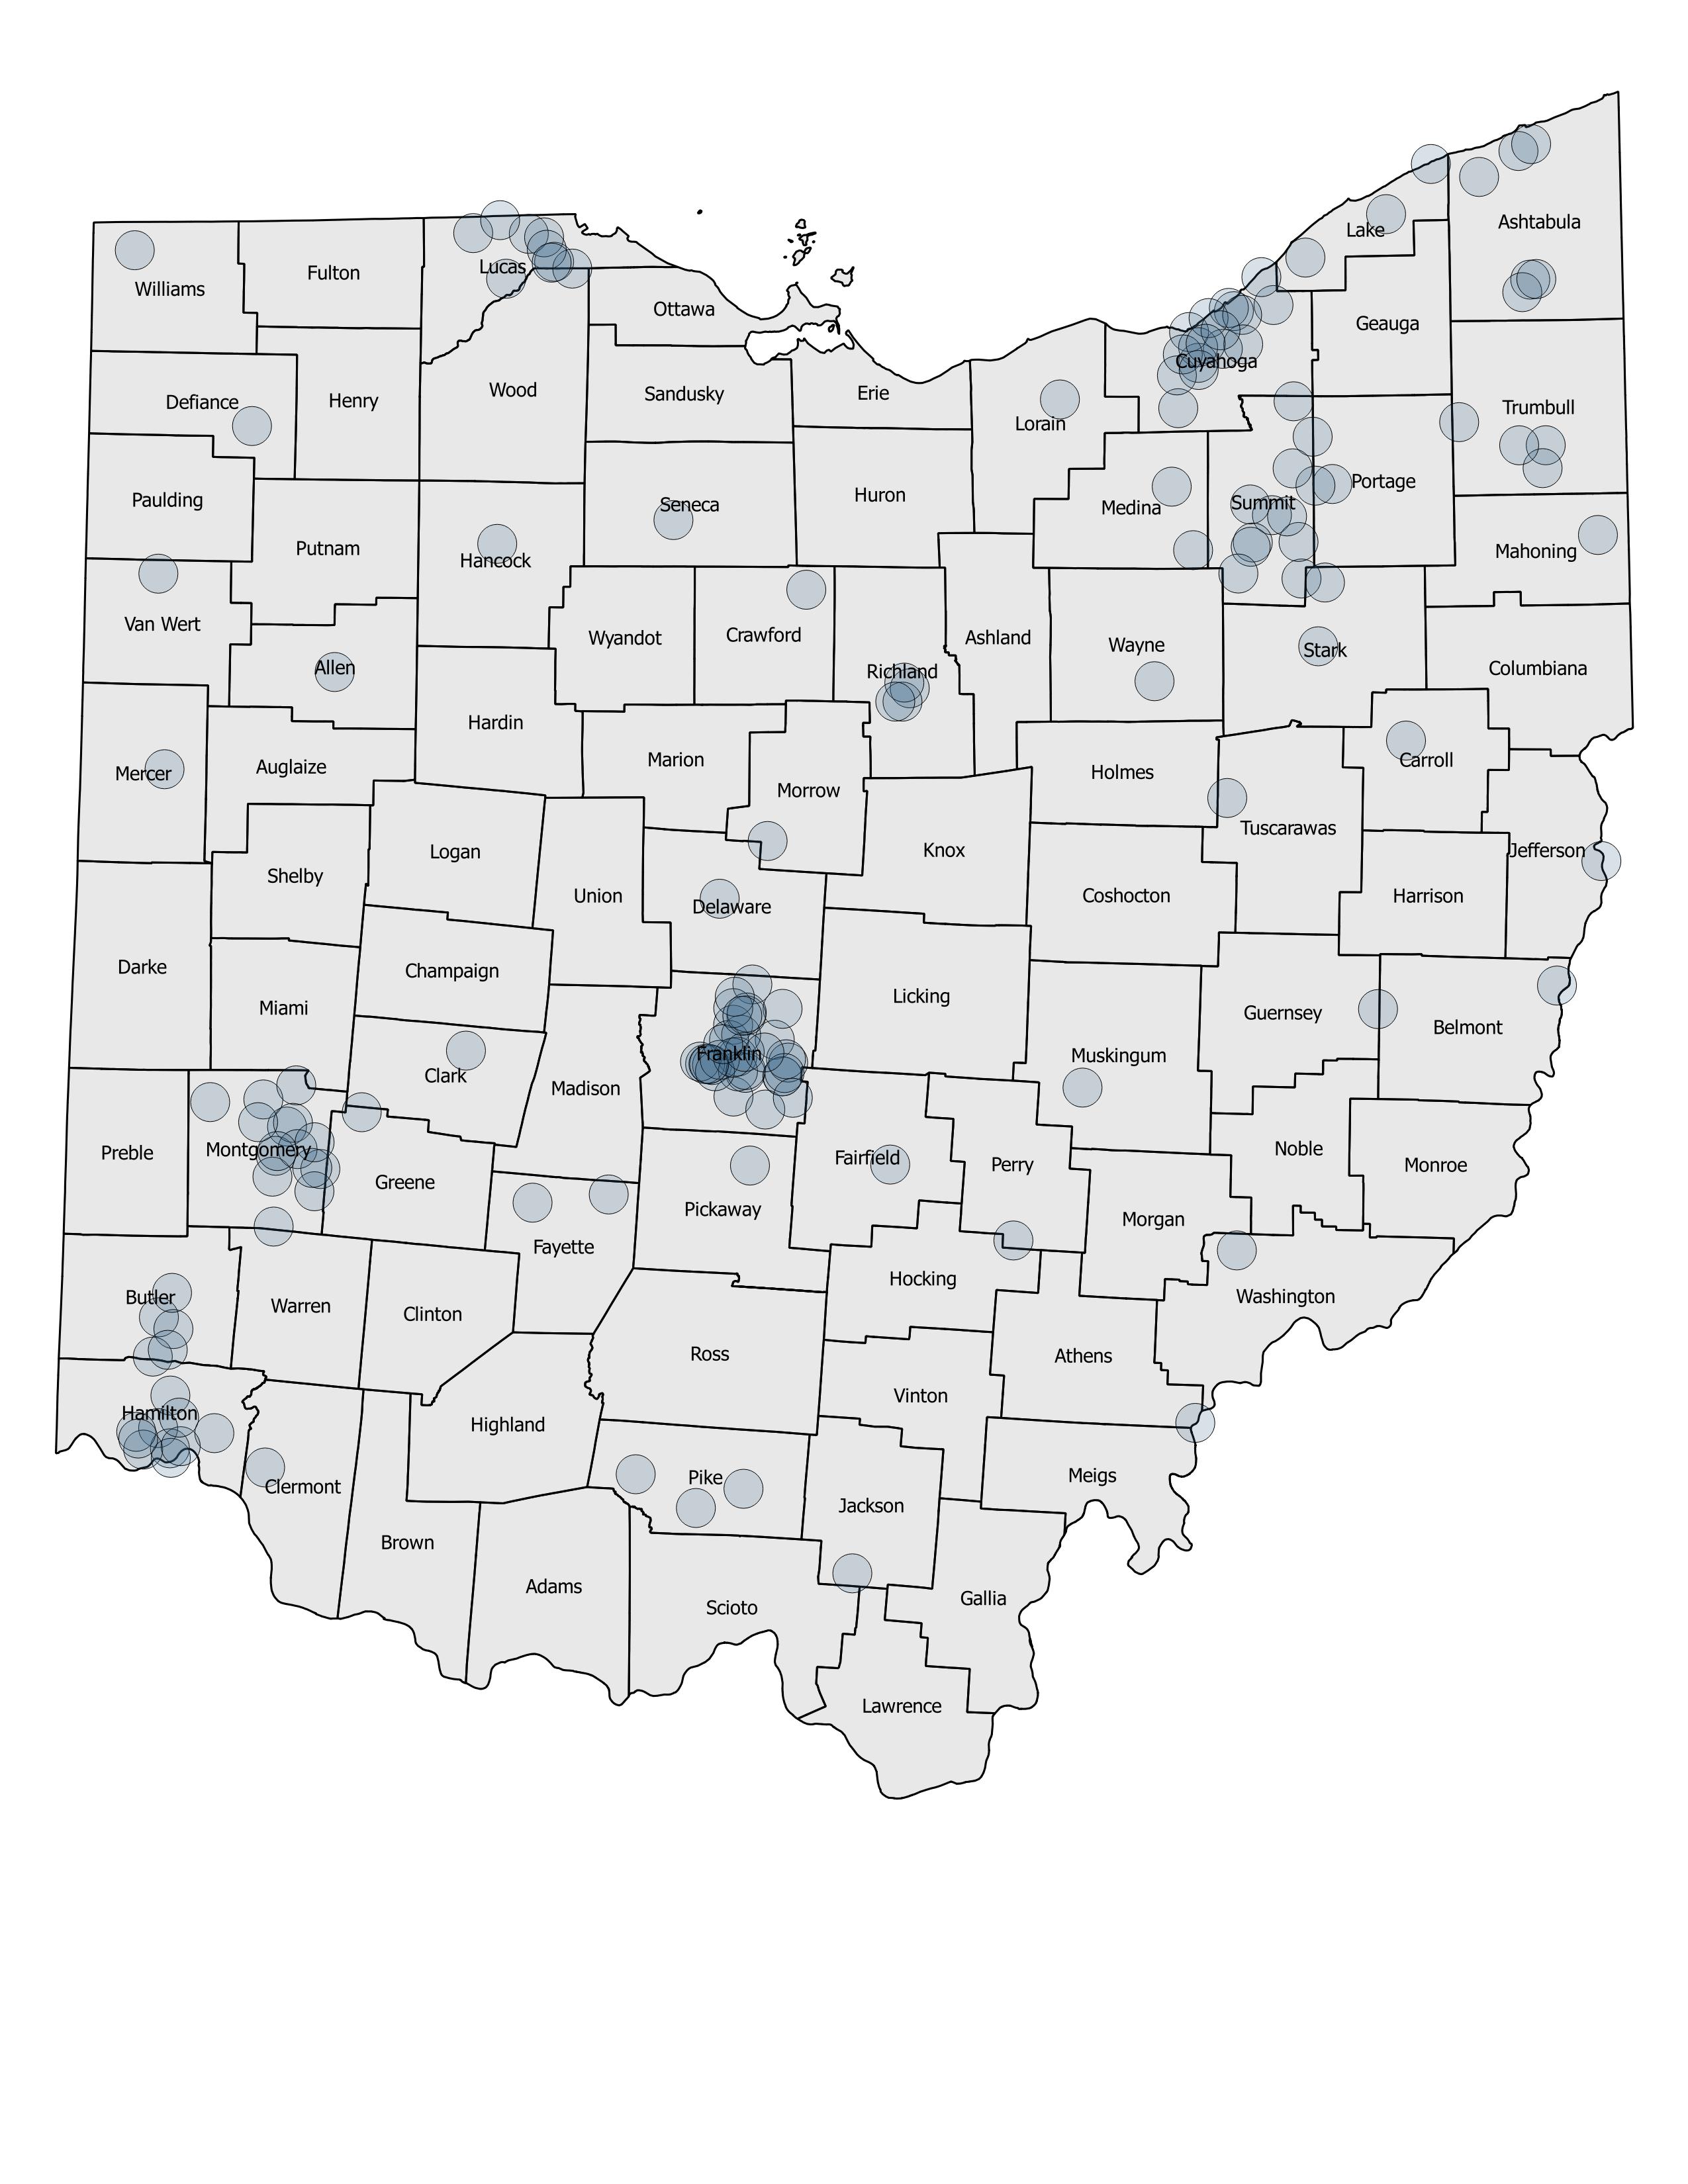 Ashtabula
Lake
Lucas
Fulton
Williams
Ottawa
Geauga
Cuyahoga
Wood
Sandusky
Erie
Henry
Defiance
Trumbull
Lorain
Portage
Huron
Paulding
Seneca
Summit
Medina
Putnam
Mahoning
Hancock
Van Wert
Crawford
Wyandot
Ashland
Wayne
Stark
Allen
Columbiana
Richland
Hardin
Marion
Carroll
Auglaize
Mercer
Holmes
Morrow
Tuscarawas
Knox
Jefferson
Logan
Shelby
Union
Coshocton
Harrison
Delaware
Darke
Champaign
Licking
Miami
Guernsey
Belmont
Franklin
Muskingum
Clark
Madison
Montgomery
Noble
Preble
Fairfield
Perry
Monroe
Greene
Pickaway
Morgan
Fayette
Hocking
Butler
Washington
Warren
Clinton
Ross
Athens
Vinton
Hamilton
Highland
Meigs
Pike
Clermont
Jackson
Brown
Adams
Gallia
Scioto
Lawrence